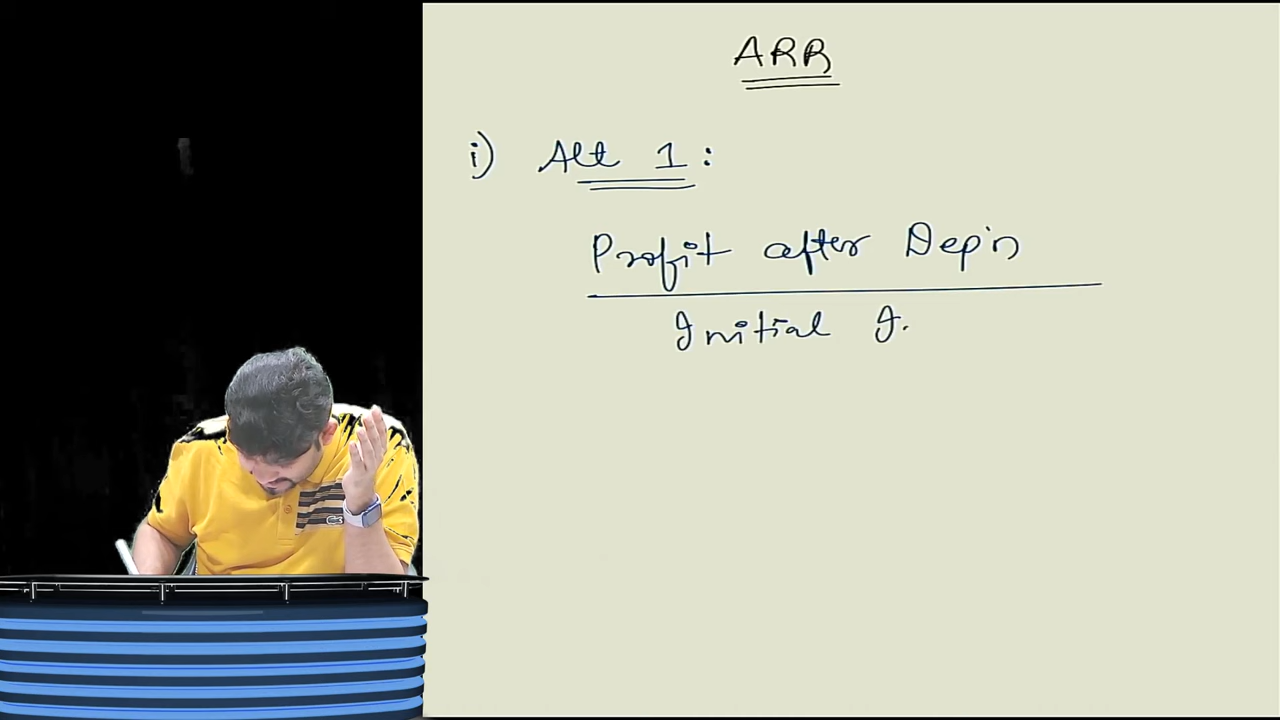 ARR
i) Alt 1:
Profit after Dep'n
Initial I.